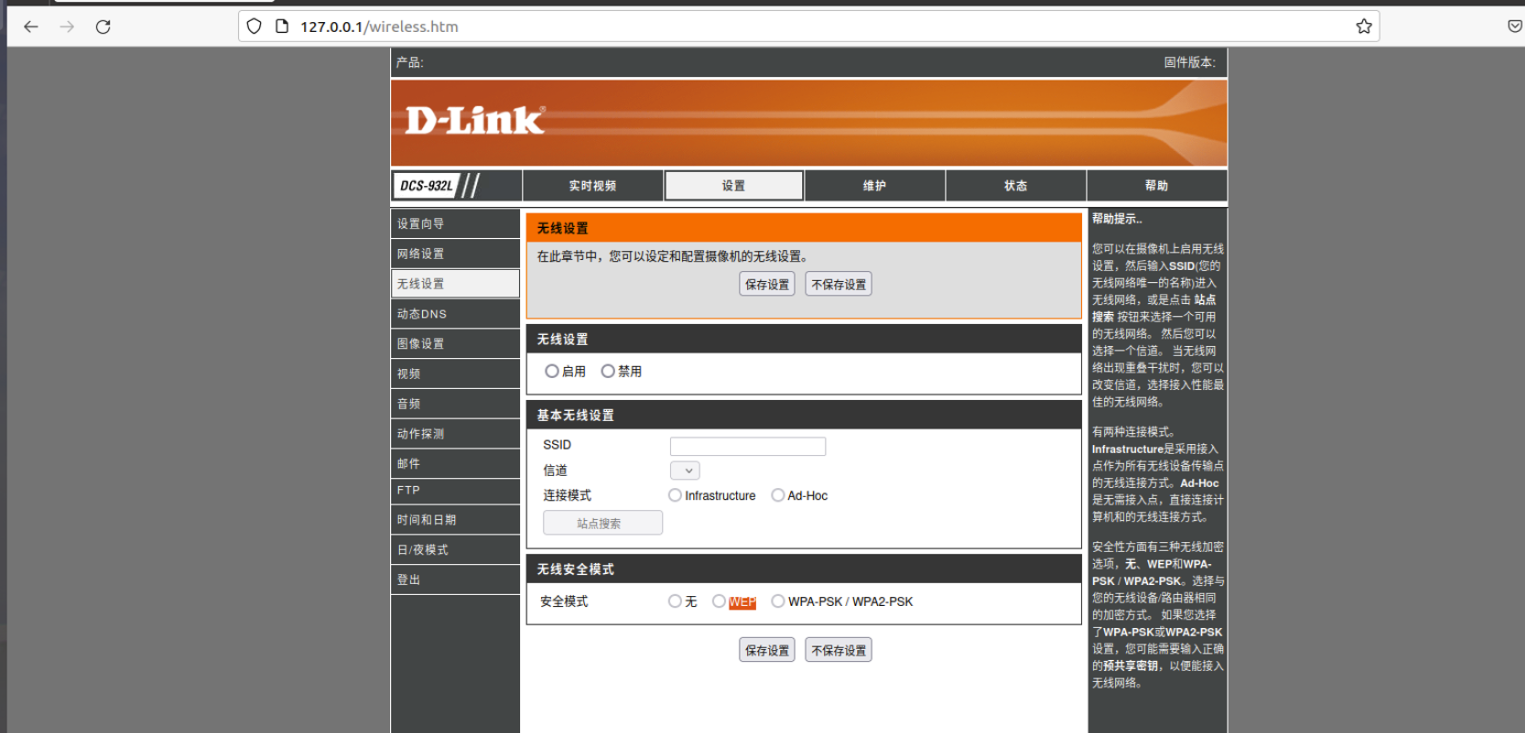 127.0.0.1/wireless.htm
产品:
固件版本:
D-Link®
DCS-932L
实时视频
设置
维护
状态
帮助
设置向导
网络设置
无线设置
动态DNS
图像设置
视频
音频
动作探测
邮件
FTP
时间和日期
日/夜模式
登出
无线设置
在此章节中，您可以设定和配置摄像机的无线设置。
保存设置 不保存设置
无线设置
启用 禁用
基本无线设置
SSID
信道
连接模式 Infrastructure Ad-Hoc
站点搜索
无线安全模式
安全模式 无 WEP WPA-PSK / WPA2-PSK
保存设置 不保存设置
帮助提示..
您可以在摄像机上启用无线
设置，然后输入SSID(您的
无线网络唯一的名称)进入
无线网络，或是点击 站点
搜索 按钮来选择一个可用
的无线网络。 然后您可以
选择一个信道。 当无线网
络出现重叠干扰时，您可以
改变信道，选择接入性能最
佳的无线网络。
有两种连接模式。
Infrastructure是采用接入
点作为所有无线设备传输点
的无线连接方式。Ad-Hoc
是无需接入点，直接连接计
算机和的无线连接方式。
安全性方面有三种无线加密
选项，无、WEP和WPA-
PSK / WPA2-PSK。选择与
您的无线设备/路由器相同
的加密方式。 如果您选择
了WPA-PSK或WPA2-PSK
设置，您可能需要输入正确
的预共享密钥，以便能接入
无线网络。